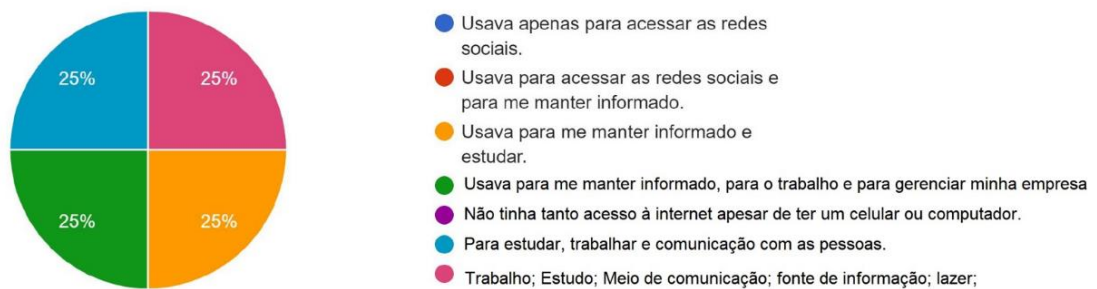 25%
25%
25%
25%
Usava apenas para acessar as redes
sociais.
Usava para acessar as redes sociais e
para me manter informado.
Usava para me manter informado e
estudar.
Usava para me manter informado, para o trabalho e para gerenciar minha empresa
Não tinha tanto acesso à internet apesar de ter um celular ou computador.
Para estudar, trabalhar e comunicação com as pessoas.
Trabalho; Estudo; Meio de comunicação; fonte de informação; lazer;